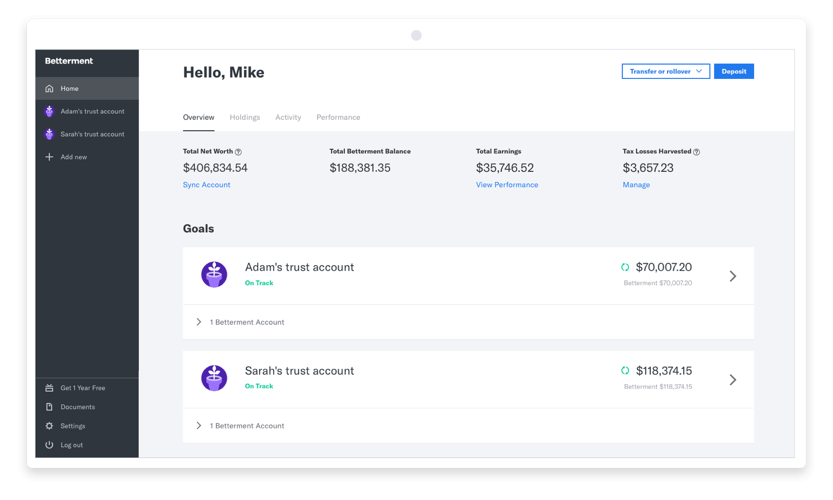 Betterment
Home
Adam's trust account
Sarah's trust account
Add new
Get 1 Year Free
Documents
Settings
Log out
Hello, Mike
Transfer or rollover
Deposit
Overview Holdings Activity Performance
Total Net Worth ?
$406,834.54
Sync Account
Total Betterment Balance
$188,381.35
Total Earnings
$35,746.52
View Performance
Tax Losses Harvested ?
$3,657.23
Manage
Goals
Adam's trust account
On Track
$70,007.20
Betterment $70,007.20
1 Betterment Account
Sarah's trust account
On Track
$118,374.15
Betterment $118,374.15
1 Betterment Account